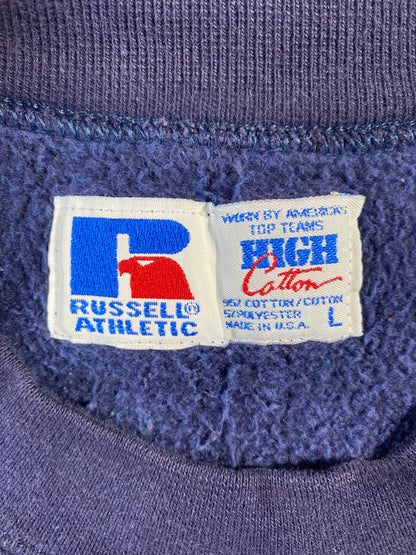 R
RUSSELL®
ATHLETIC
WORN BY AMERICA'S
TOP TEAMS
HIGH
Cotton
95% COTTON/COTON
5% POLYESTER
MADE IN U.S.A.
L